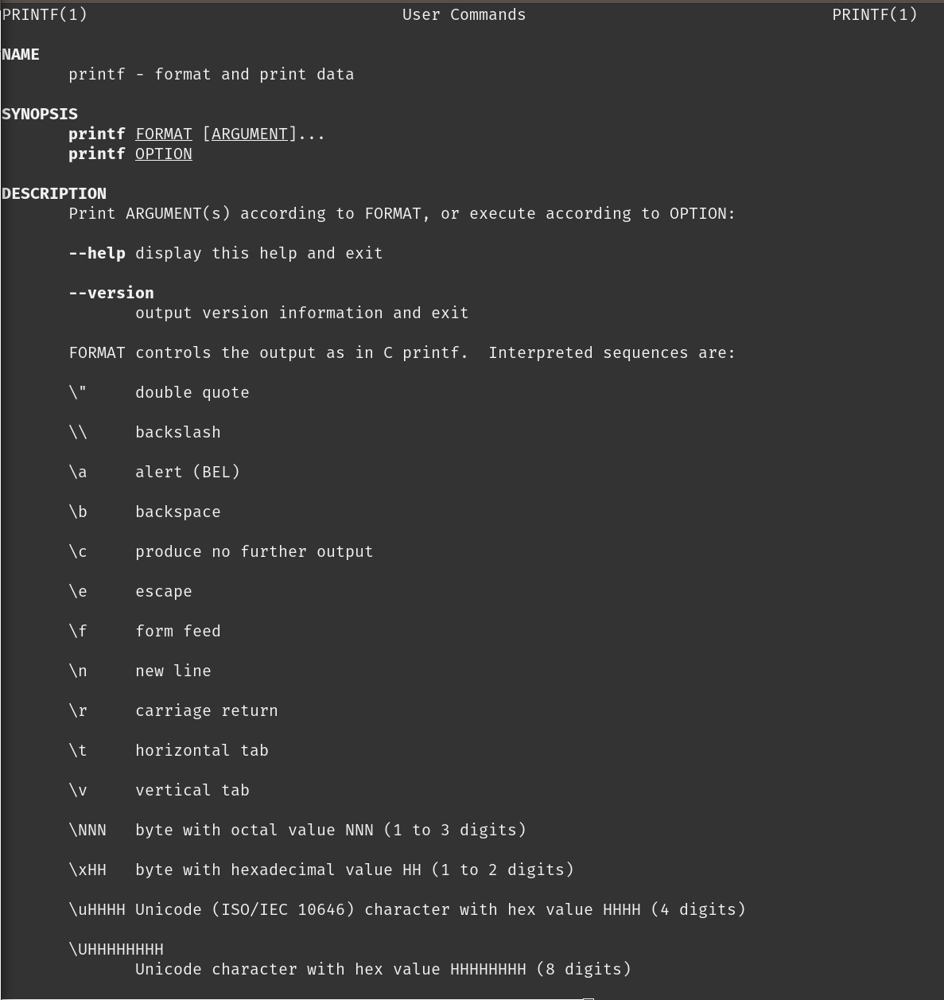 PRINTF(1) User Commands PRINTF(1)
NAME
printf - format and print data
SYNOPSIS
printf FORMAT [ARGUMENT]...
printf OPTION
DESCRIPTION
Print ARGUMENT(s) according to FORMAT, or execute according to OPTION:
--help display this help and exit
--version
output version information and exit
FORMAT controls the output as in C printf.  Interpreted sequences are:
\" double quote
\\ backslash
\a alert (BEL)
\b backspace
\c produce no further output
\e escape
\f form feed
\n new line
\r carriage return
\t horizontal tab
\v vertical tab
\NNN byte with octal value NNN (1 to 3 digits)
\xHH byte with hexadecimal value HH (1 to 2 digits)
\uHHHH Unicode (ISO/IEC 10646) character with hex value HHHH (4 digits)
\UHHHHHHHH
Unicode character with hex value HHHHHHHH (8 digits)